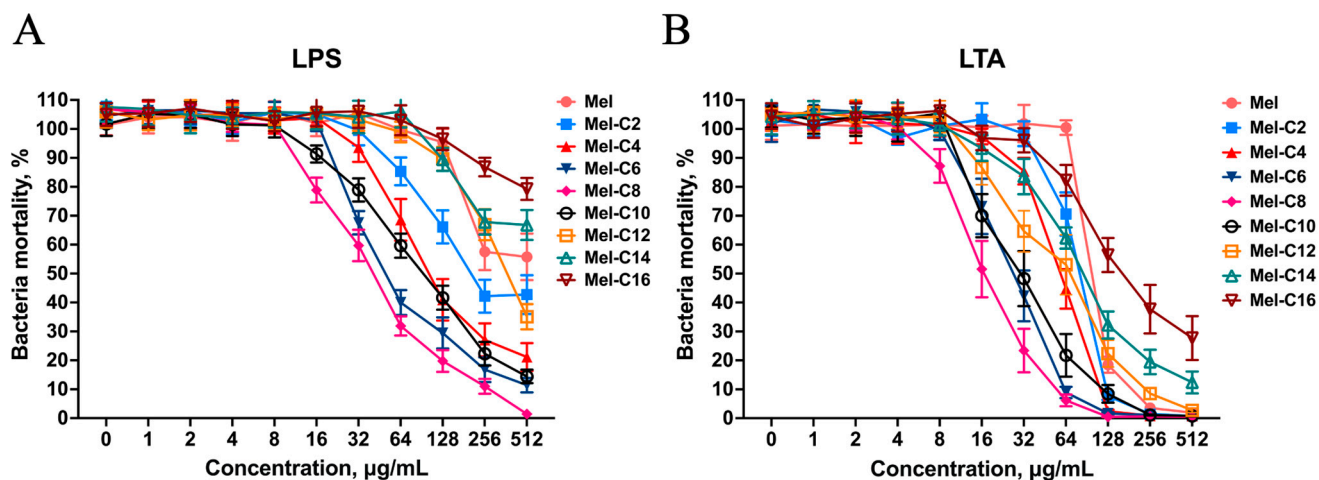 A
LPS
Bacteria mortality, %
110
100
90
80
70
60
50
40
30
20
10
0
0 1 2 4 8 16 32 64 128 256 512
Concentration, µg/mL
Mel
Mel-C2
Mel-C4
Mel-C6
Mel-C8
Mel-C10
Mel-C12
Mel-C14
Mel-C16
B
LTA
Bacteria mortality, %
110
100
90
80
70
60
50
40
30
20
10
0
0 1 2 4 8 16 32 64 128 256 512
Concentration, µg/mL
Mel
Mel-C2
Mel-C4
Mel-C6
Mel-C8
Mel-C10
Mel-C12
Mel-C14
Mel-C16